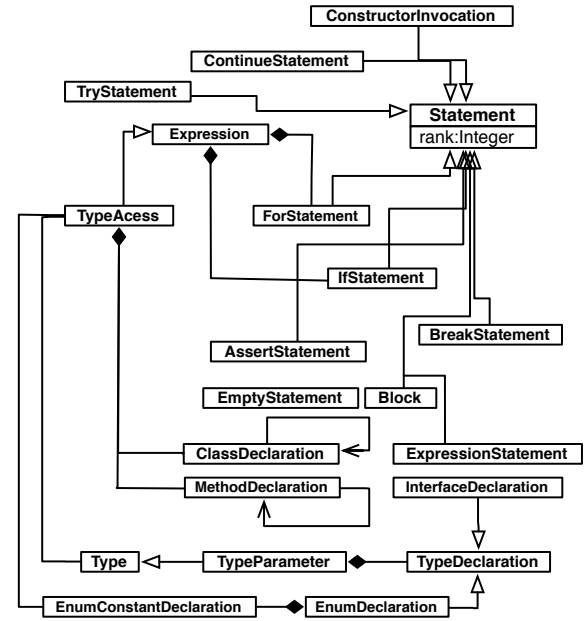 ConstructorInvocation
ContinueStatement
TryStatement
Statement
rank:Integer
Expression
TypeAcess
ForStatement
IfStatement
BreakStatement
AssertStatement
EmptyStatement
Block
ClassDeclaration
ExpressionStatement
MethodDeclaration
InterfaceDeclaration
Type
TypeParameter
TypeDeclaration
EnumConstantDeclaration
EnumDeclaration